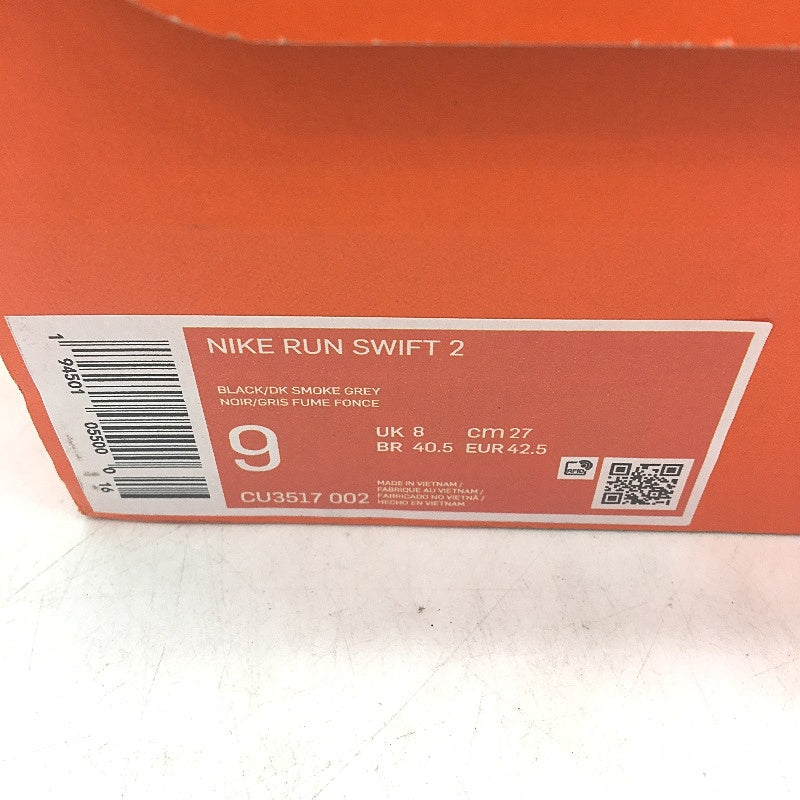 NIKE RUN SWIFT 2
BLACK/DK SMOKE GREY
NOIR/GRIS FUME FONCE
9
UK 8 cm 27
BR 40.5 EUR 42.5
CU3517 002
MADE IN VIETNAM /
FABRIQUE AU VIETNAM /
FABRICADO NO VIETNÃ /
HECHO EN VIETNAM
RFID
1 94501 05500 0 16